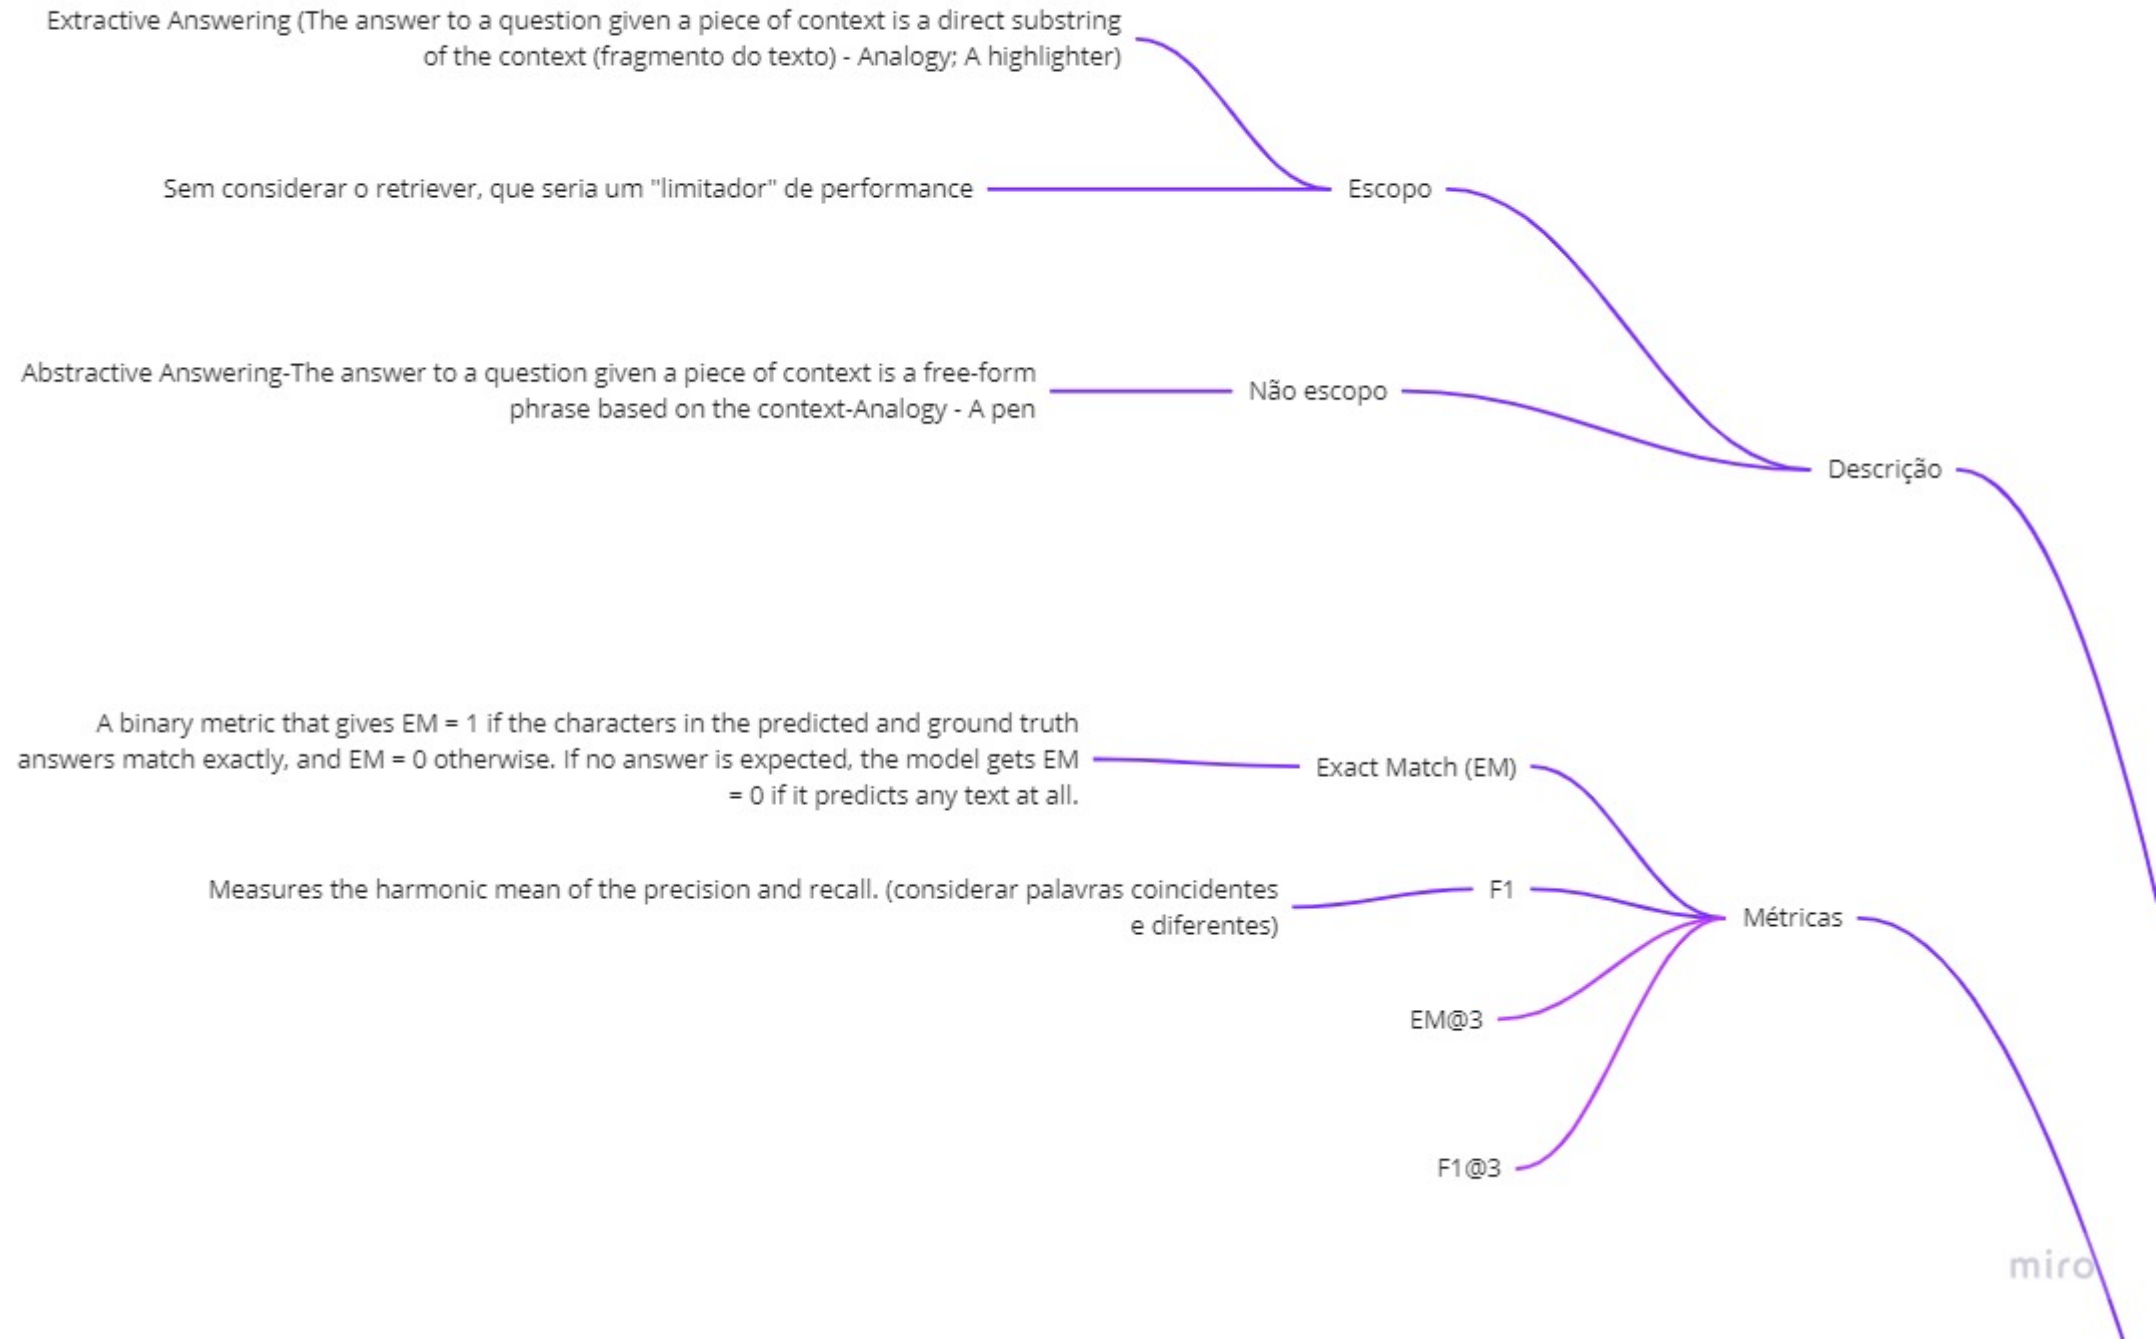 Extractive Answering (The answer to a question given a piece of context is a direct substring
of the context (fragmento do texto) - Analogy; A highlighter)
Sem considerar o retriever, que seria um "limitador" de performance
Escopo
Abstractive Answering-The answer to a question given a piece of context is a free-form
phrase based on the context-Analogy - A pen
Não escopo
Descrição
A binary metric that gives EM = 1 if the characters in the predicted and ground truth
answers match exactly, and EM = 0 otherwise. If no answer is expected, the model gets EM
= 0 if it predicts any text at all.
Exact Match (EM)
Measures the harmonic mean of the precision and recall. (considerar palavras coincidentes
e diferentes)
F1
Métricas
EM@3
F1@3
miro